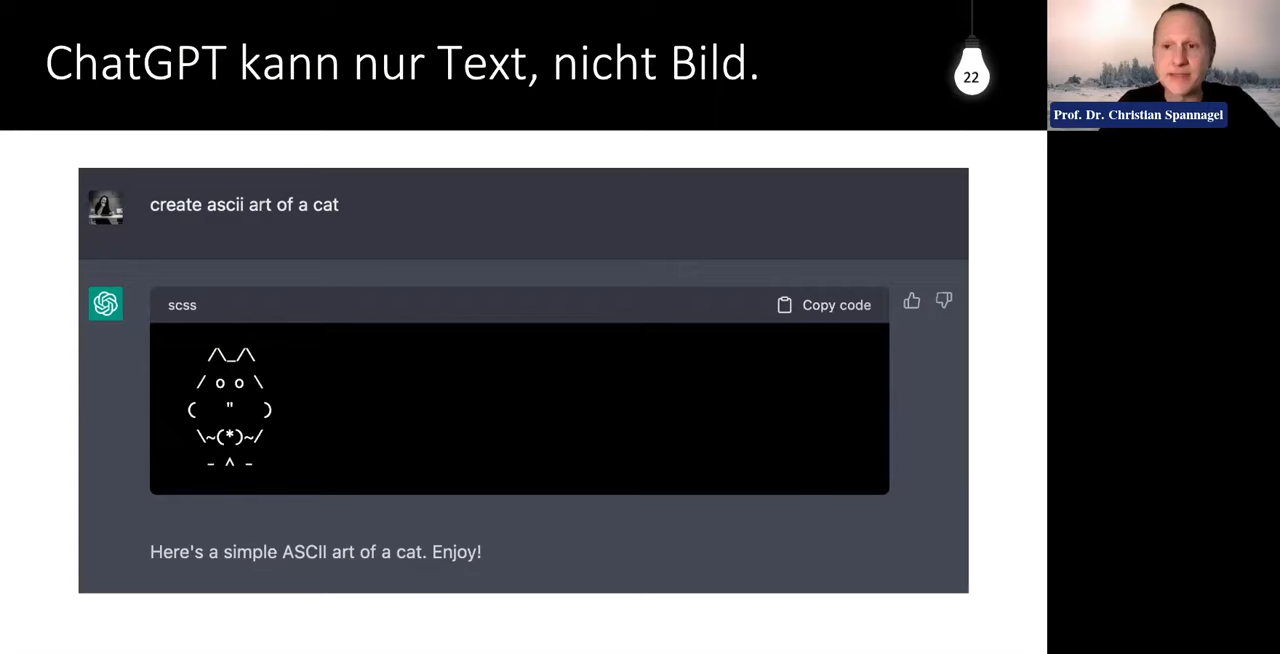 ChatGPT kann nur Text, nicht Bild.
22
Prof. Dr. Christian Spannagel
create ascii art of a cat
scss
Copy code
/\_/\
/ o o \
(   "   )
\~(*)~/
- ^ -
Here's a simple ASCII art of a cat. Enjoy!